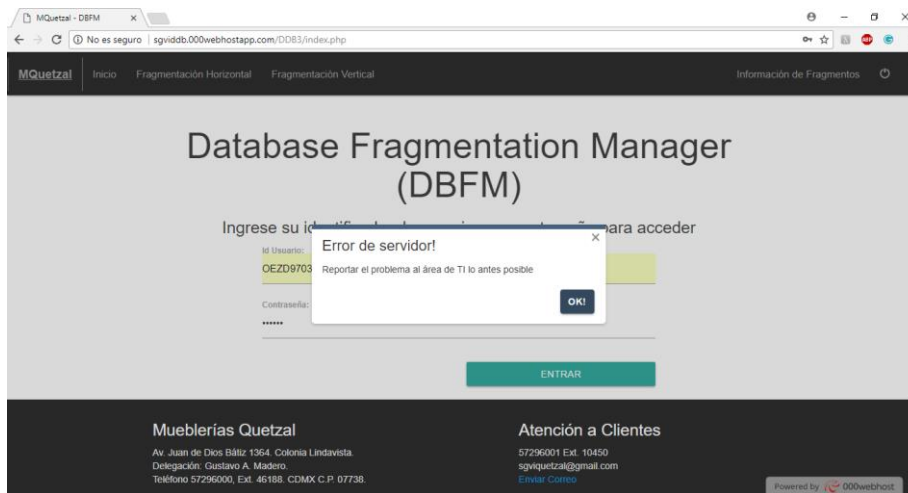 MQuetzal - DBFM
No es seguro | sgviddb.000webhostapp.com/DDB3/index.php
MQuetzal Inicio Fragmentación Horizontal Fragmentación Vertical Información de Fragmentos
Database Fragmentation Manager
(DBFM)
Ingrese su para acceder
Id Usuario:
OEZD9703
Error de servidor!
Reportar el problema al área de TI lo antes posible
OK!
Contraseña:
••••••
ENTRAR
Mueblerías Quetzal
Av. Juan de Dios Bátiz 1364. Colonia Lindavista.
Delegación: Gustavo A. Madero.
Teléfono 57296000, Ext. 46188. CDMX C.P. 07738.
Atención a Clientes
57296001 Ext. 10450
sgviquetzal@gmail.com
Enviar Correo
Powered by 000webhost